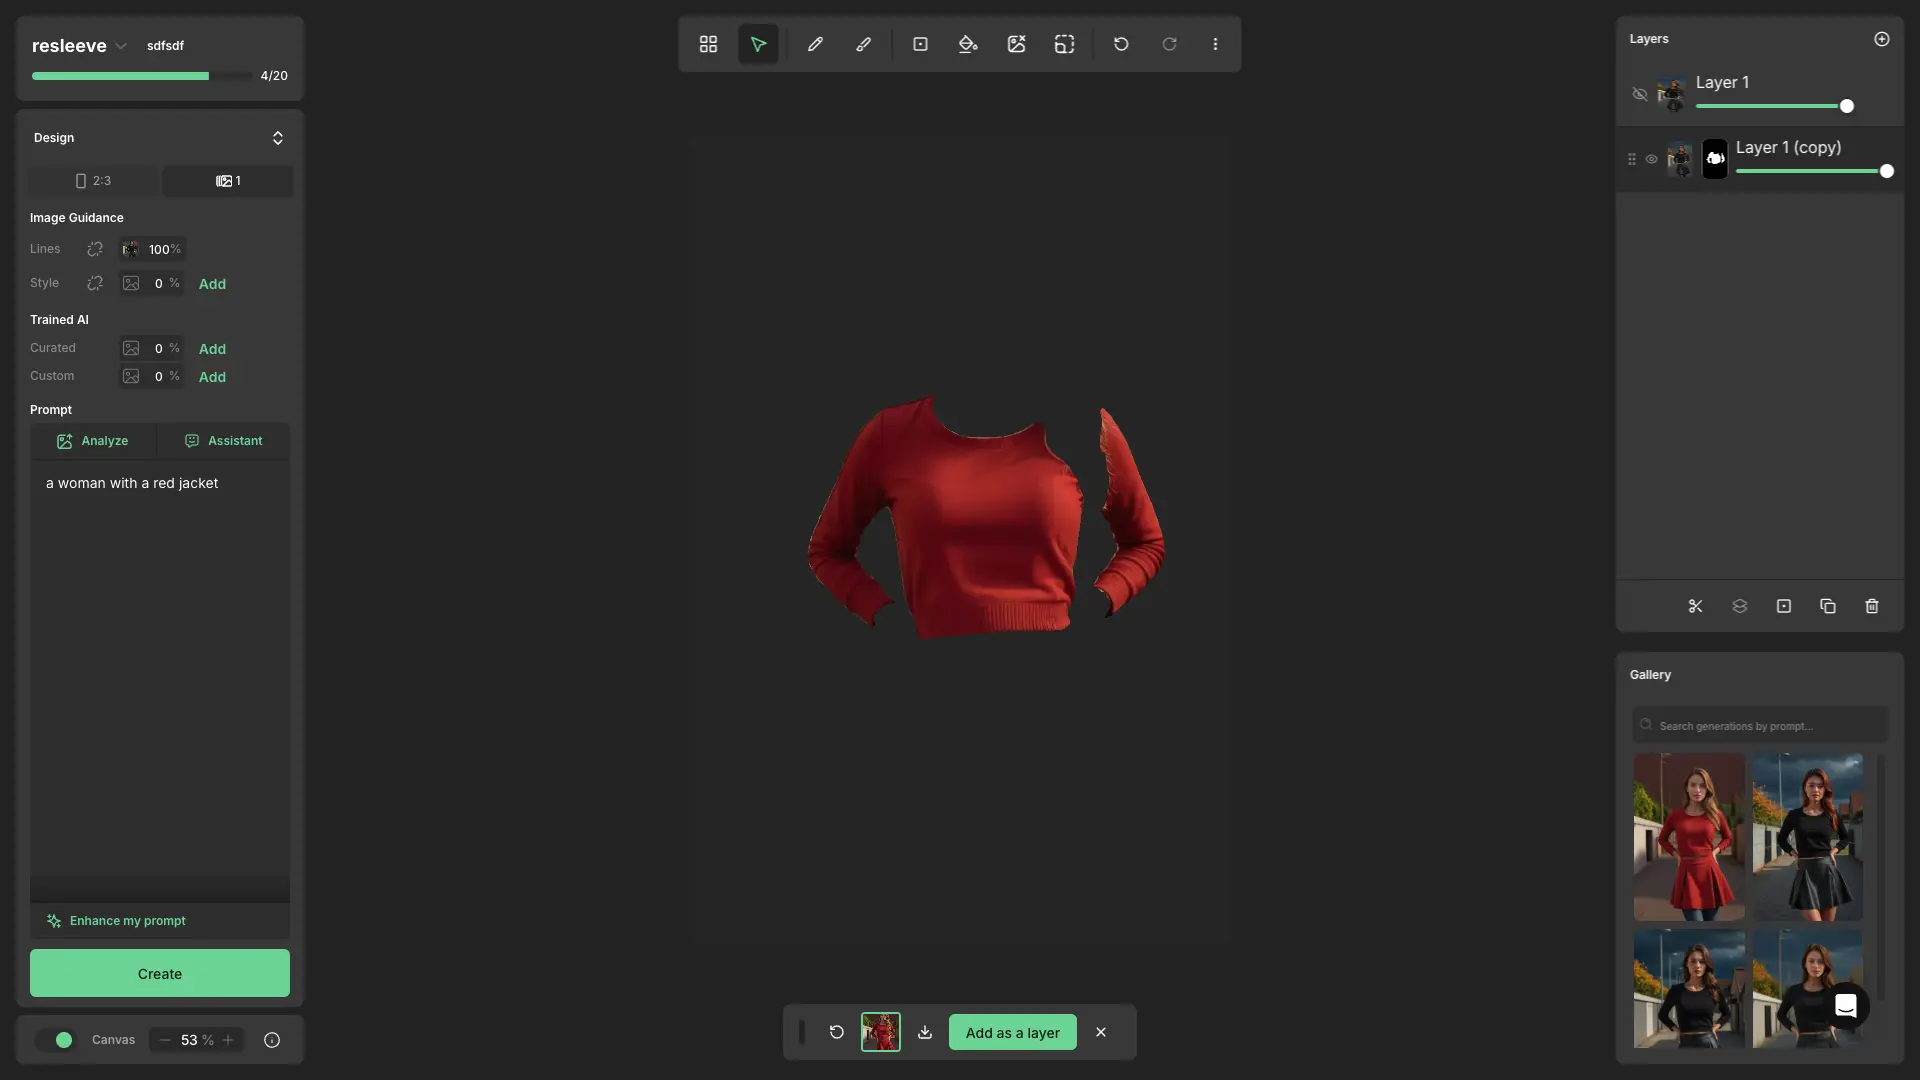 resleeve sdfsdf
4/20
Design
2:3 1
Image Guidance
Lines 100%
Style 0 % Add
Trained AI
Curated 0 % Add
Custom 0 % Add
Prompt
Analyze Assistant
a woman with a red jacket
Enhance my prompt
Create
Canvas 53 %
Add as a layer
Layers
Layer 1
Layer 1 (copy)
Gallery
Search generations by prompt...